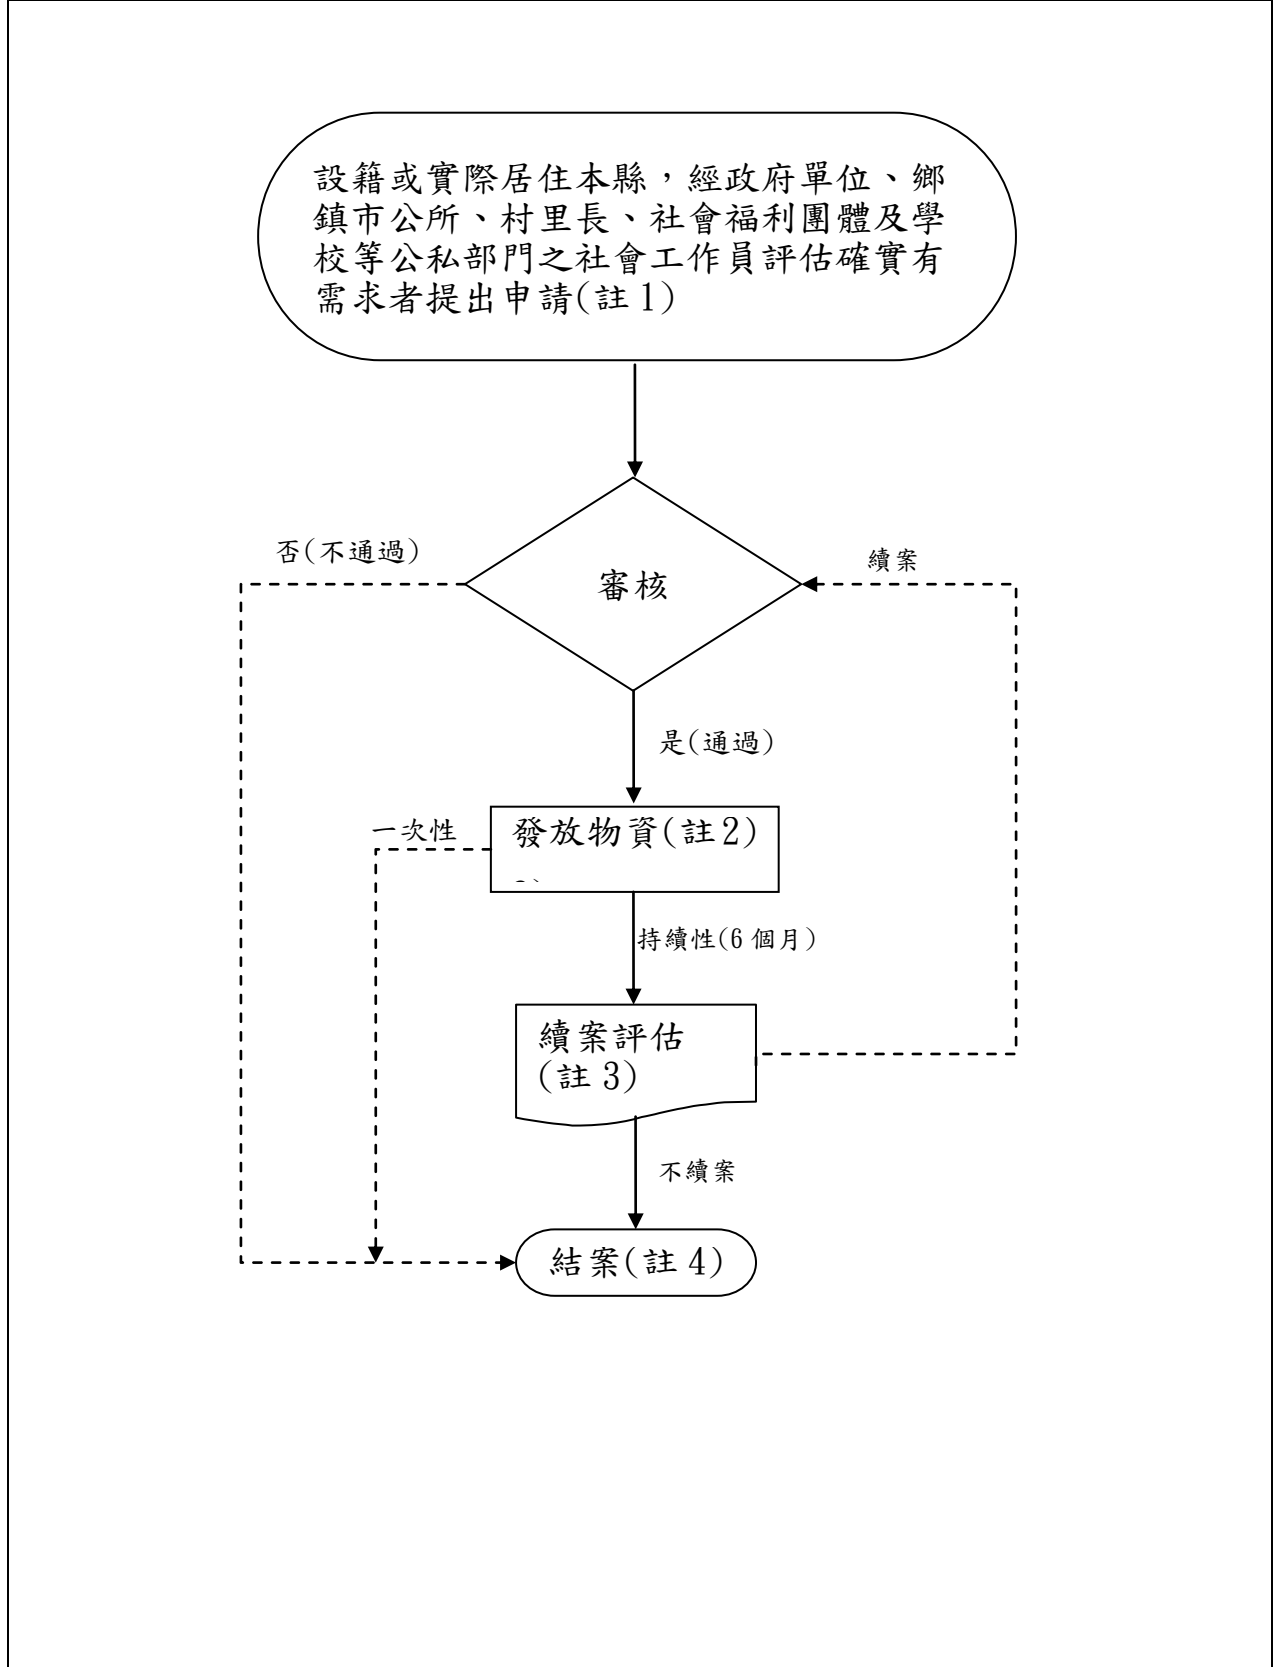 設籍或實際居住本縣，經政府單位、鄉
鎮市公所、村里長、社會福利團體及學
校等公私部門之社會工作員評估確實有
需求者提出申請(註 1)
否(不通過)
審核
續案
是(通過)
一次性
發放物資(註 2)
持續性(6 個月)
續案評估
(註 3)
不續案
結案(註 4)